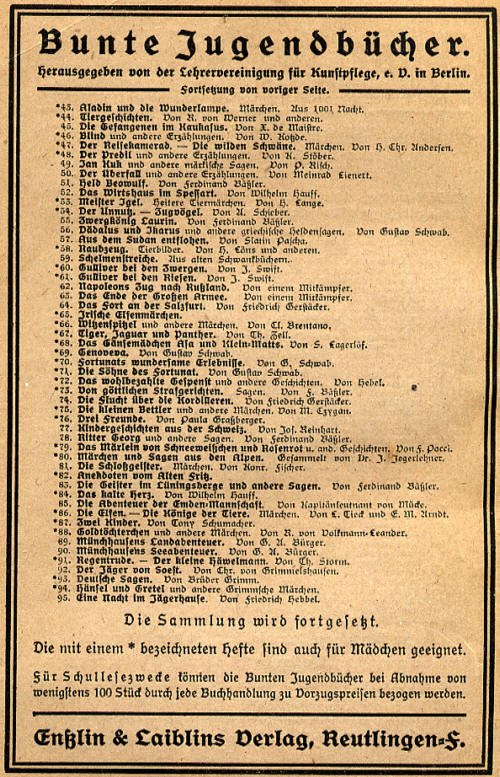 Bunte Jugendbücher.
Herausgegeben von der Lehrervereinigung für Kunstpflege, e. V. in Berlin.
Fortsetzung von voriger Seite.
*43. Aladin und die Wunderlampe. Märchen. Aus 1001 Nacht.
*44. Tiergeschichten. Von R. von Werner und anderen.
45. Die Gefangenen im Kaukasus. Von X. de Maistre.
*46. Blind und andere Erzählungen. Von W. Kotzde.
*47. Der Reisekamerad. — Die wilden Schwäne. Märchen. Von H. Chr. Andersen.
*48. Der Predil und andere Erzählungen. Von K. Stöber.
49. Jan Kuk und andere märkische Sagen. Von P. Risch.
50. Der Überfall und andere Erzählungen. Von Meinrad Lienert.
51. Held Beowulf. Von Ferdinand Bäßler.
52. Das Wirtshaus im Spessart. Von Wilhelm Hauff.
*53. Meister Igel. Heitere Tiermärchen. Von H. Lange.
*54. Der Unnutz. — Zugvögel. Von A. Schieber.
55. Zwergkönig Laurin. Von Ferdinand Bäßler.
56. Dädalus und Ikarus und andere griechische Heldensagen. Von Gustav Schwab.
57. Aus dem Sudan entflohen. Von Slatin Pascha.
*58. Raubzeug. Tierbilder. Von H. Löns und anderen.
59. Schelmenstreiche. Aus alten Schwankbüchern.
*60. Gulliver bei den Zwergen. Von J. Swift.
*61. Gulliver bei den Riesen. Von J. Swift.
62. Napoleons Zug nach Rußland. Von einem Mitkämpfer.
63. Das Ende der Großen Armee. Von einem Mitkämpfer.
64. Das Fort an der Salzfurt. Von Friedrich Gerstäcker.
*65. Irische Elfenmärchen.
*66. Witzenspitzel und andere Märchen. Von Cl. Brentano.
*67. Tiger, Jaguar und Panther. Von Th. Zell.
*68. Das Gänsemädchen Asa und Klein-Matts. Von S. Lagerlöf.
*69. Genoveva. Von Gustav Schwab.
*70. Fortunats wundersame Erlebnisse. Von G. Schwab.
*71. Die Söhne des Fortunat. Von Gustav Schwab.
*72. Das wohlbezahlte Gespenst und andere Geschichten. Von Hebel.
*73. Von göttlichen Strafgerichten. Sagen. Von F. Bäßler.
74. Die Flucht über die Kordilleren. Von Friedrich Gerstäcker.
*75. Die kleinen Bettler und andere Märchen. Von M. Czygan.
*76. Drei Freunde. Von Paula Graßberger.
77. Kindergeschichten aus der Schweiz. Von Jos. Reinhart.
78. Ritter Georg und andere Sagen. Von Ferdinand Bäßler.
*79. Das Märlein von Schneeweißchen und Rosenrot u. and. Geschichten. Von F. Pocci.
*80. Märchen und Sagen aus den Alpen. Gesammelt von Dr. J. Jegerlehner.
81. Die Schloßgeister. Märchen. Von Konr. Fischer.
*82. Anekdoten vom Alten Fritz.
83. Die Geister im Lüningsberge und andere Sagen. Von Ferdinand Bäßler.
*84. Das kalte Herz. Von Wilhelm Hauff.
85. Die Abenteuer der Emden-Mannschaft. Von Kapitänleutnant von Mücke.
*86. Die Elfen. — Die Könige der Tiere. Märchen. Von L. Tieck und E. M. Arndt.
*87. Zwei Kinder. Von Tony Schumacher.
*88. Goldtöchterchen und andere Märchen. Von R. von Volkmann-Leander.
89. Münchhausens Landabenteuer. Von G. A. Bürger.
90. Münchhausens Seeabenteuer. Von G. A. Bürger.
*91. Regentrude. — Der kleine Häwelmann. Von Th. Storm.
92. Der Jäger von Soest. Von Chr. von Grimmelshausen.
*93. Deutsche Sagen. Von Brüder Grimm.
*94. Hänsel und Gretel und andere Grimmsche Märchen.
95. Eine Nacht im Jägerhause. Von Friedrich Hebbel.
Die Sammlung wird fortgesetzt.
Die mit einem * bezeichneten Hefte sind auch für Mädchen geeignet.
Für Schullesezwecke können die Bunten Jugendbücher bei Abnahme von
wenigstens 100 Stück durch jede Buchhandlung zu Vorzugspreisen bezogen werden.
Enßlin & Laiblins Verlag, Reutlingen-F.